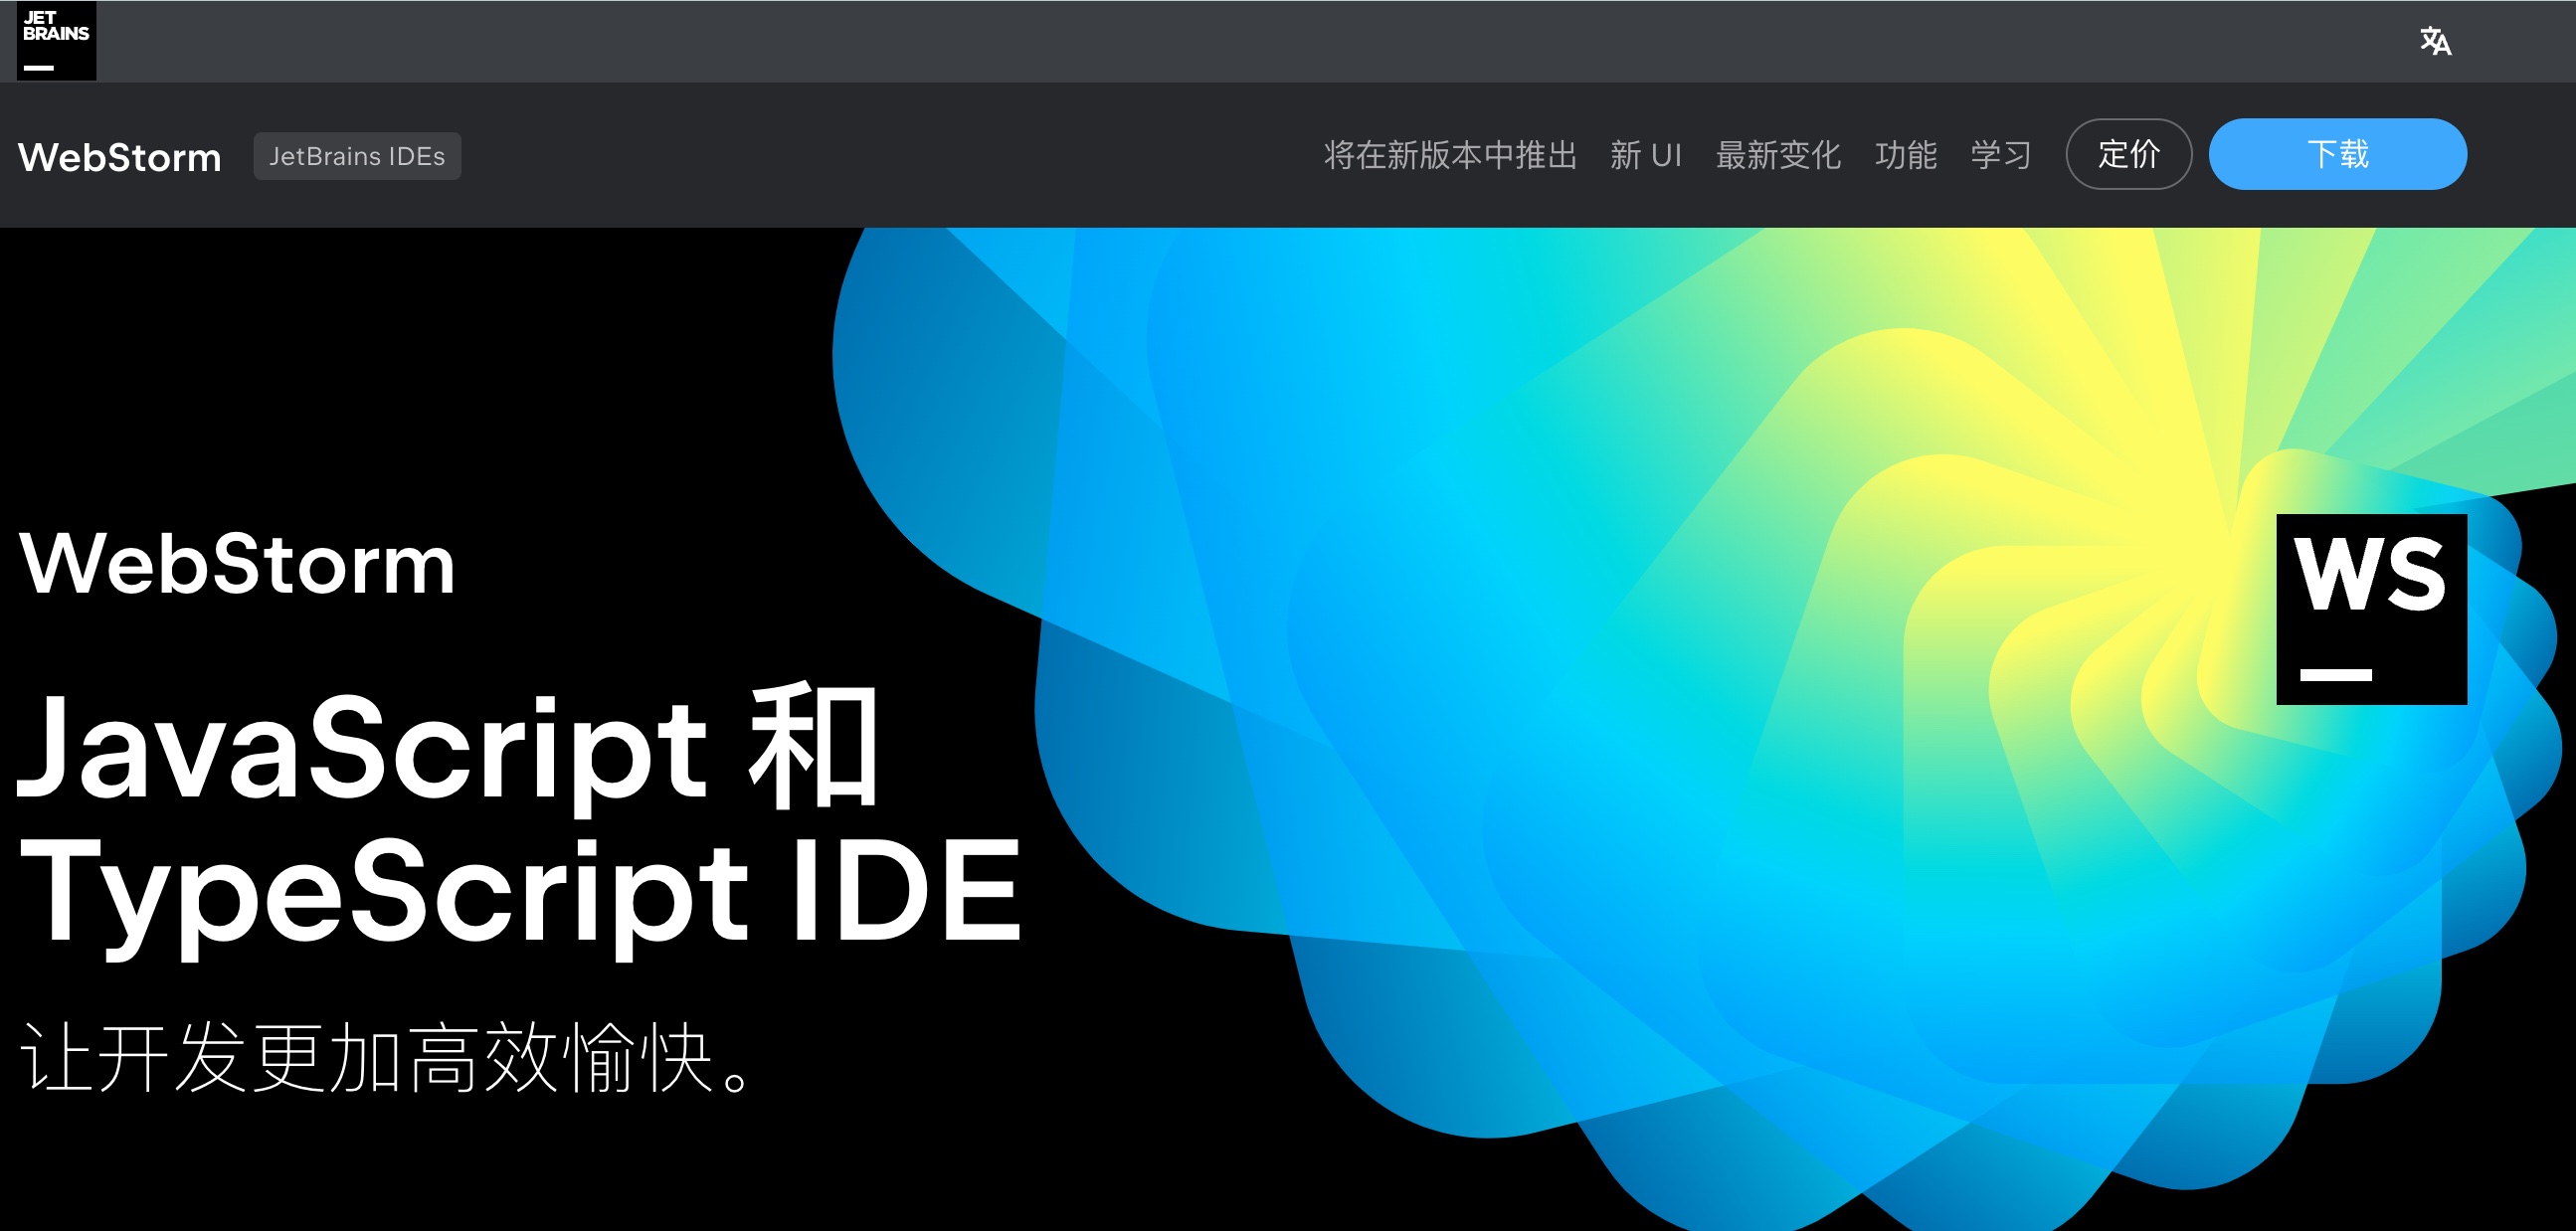 JET
BRAINS
WebStorm
JetBrains IDEs
将在新版本中推出
新 UI
最新变化
功能
学习
定价
下载
WebStorm
JavaScript 和
TypeScript IDE
让开发更加高效愉快。
WS